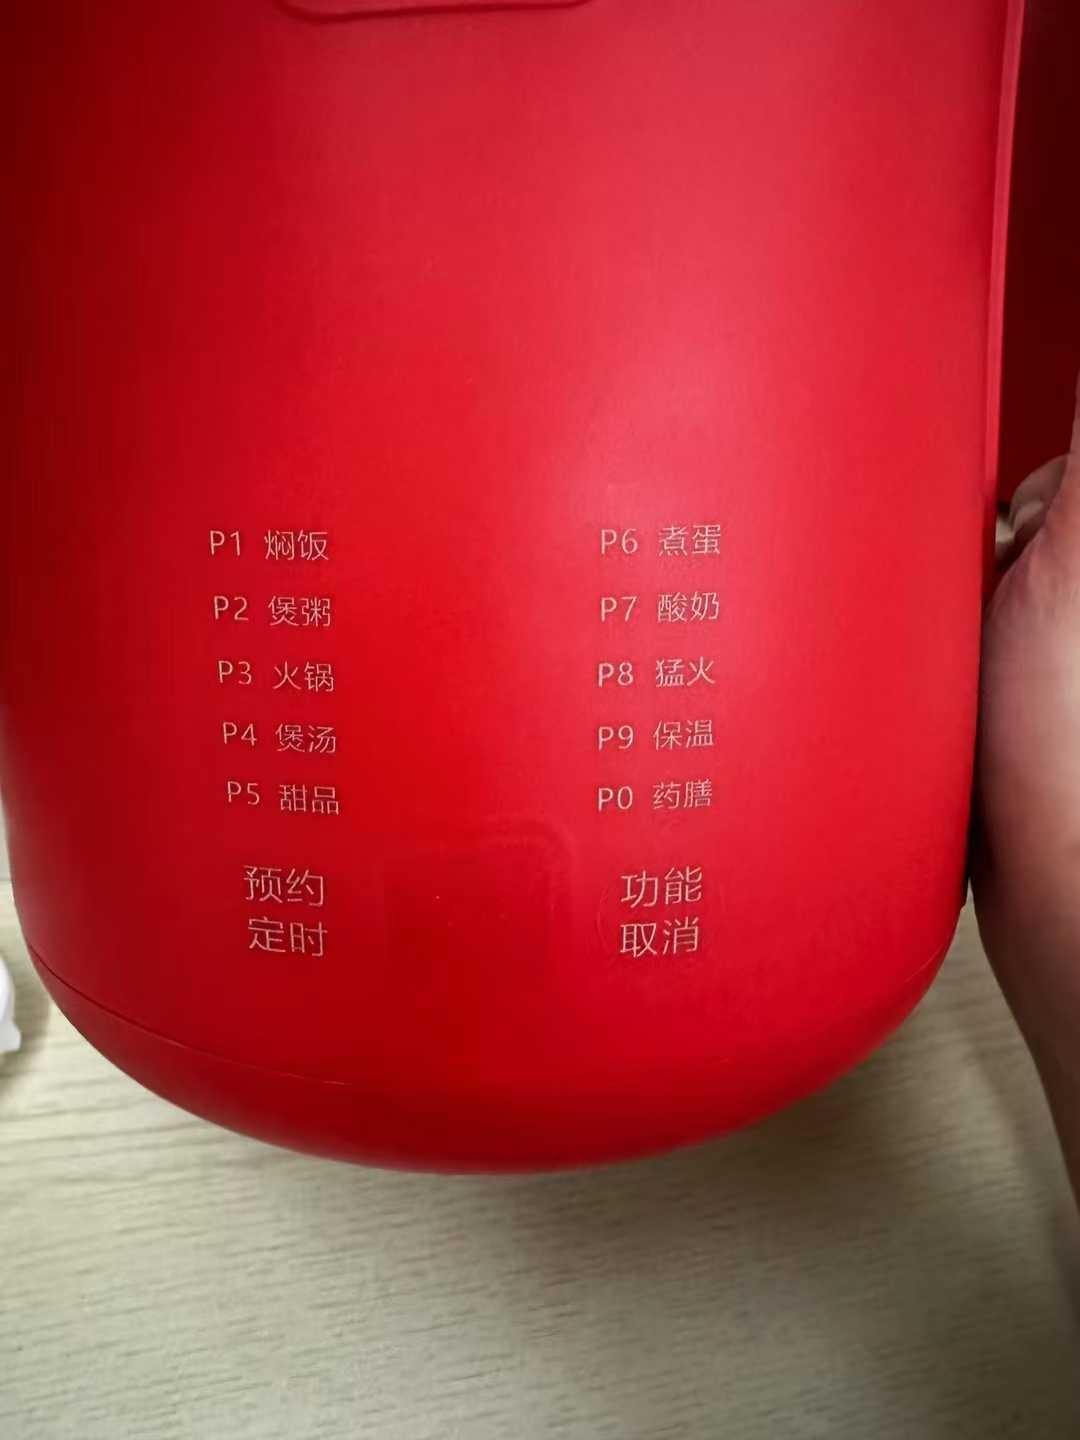 P1 焖饭
P2 煲粥
P3 火锅
P4 煲汤
P5 甜品
P6 煮蛋
P7 酸奶
P8 猛火
P9 保温
P0 药膳
预约
定时
功能
取消